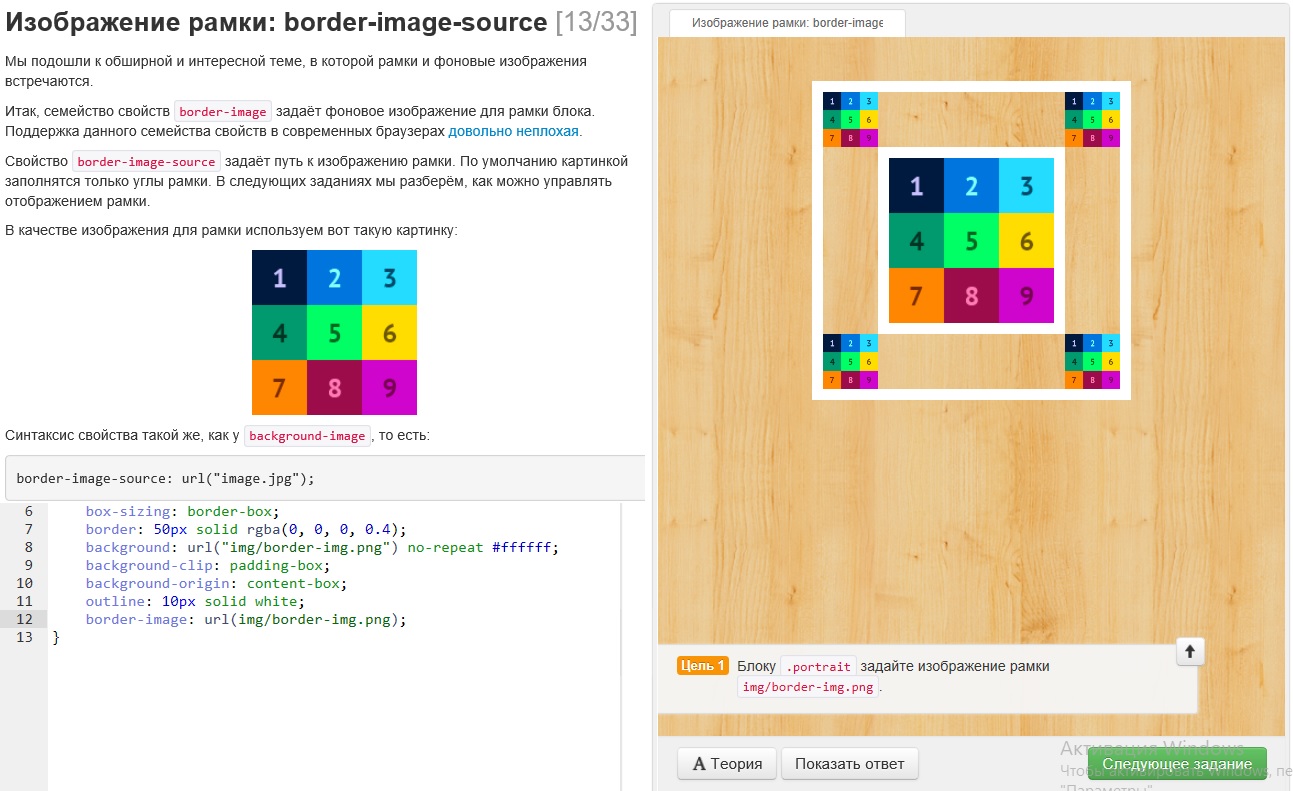 Изображение рамки: border-image-source [13/33]
Мы подошли к обширной и интересной теме, в которой рамки и фоновые изображения
встречаются.
Итак, семейство свойств border-image задаёт фоновое изображение для рамки блока.
Поддержка данного семейства свойств в современных браузерах довольно неплохая.
Свойство border-image-source задаёт путь к изображению рамки. По умолчанию картинкой
заполнятся только углы рамки. В следующих заданиях мы разберём, как можно управлять
отображением рамки.
В качестве изображения для рамки используем вот такую картинку:
1 2 3
4 5 6
7 8 9
Синтаксис свойства такой же, как у background-image, то есть:
border-image-source: url("image.jpg");
6 box-sizing: border-box;
7 border: 50px solid rgba(0, 0, 0, 0.4);
8 background: url("img/border-img.png") no-repeat #ffffff;
9 background-clip: padding-box;
10 background-origin: content-box;
11 outline: 10px solid white;
12 border-image: url(img/border-img.png);
13 }
Изображение рамки: border-image
1 2 3 1 2 3
4 5 6 4 5 6
7 8 9 7 8 9
1 2 3
4 5 6
7 8 9
1 2 3 1 2 3
4 5 6 4 5 6
7 8 9 7 8 9
Цель 1 Блоку .portrait задайте изображение рамки
img/border-img.png.
A Теория Показать ответ Следующее задание
Активация Windows
Чтобы активировать Windows, пе
"Параметры".